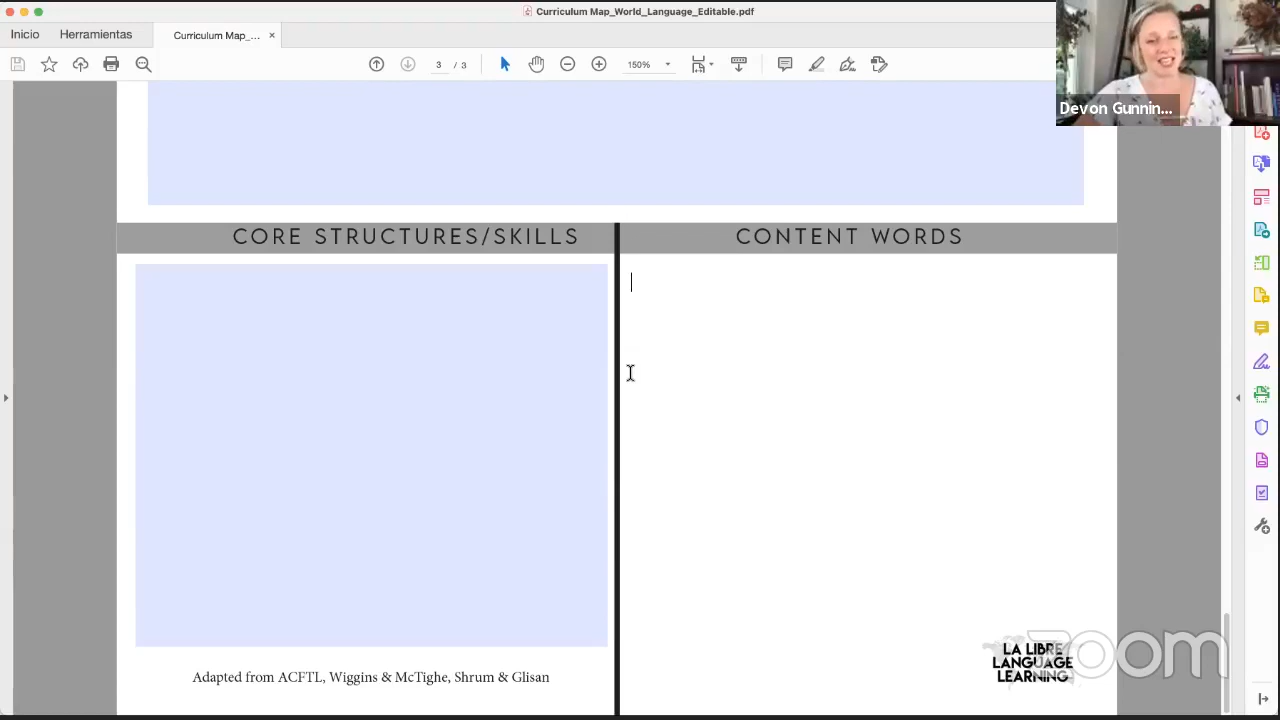 Curriculum Map_World_Language_Editable.pdf
Inicio
Herramientas
Curriculum Map_...
3 / 3
150%
Devon Gunnin...
CORE STRUCTURES/SKILLS
CONTENT WORDS
Adapted from ACFTL, Wiggins & McTighe, Shrum & Glisan
LA LIBRE
LANGUAGE
LEARNING
zoom